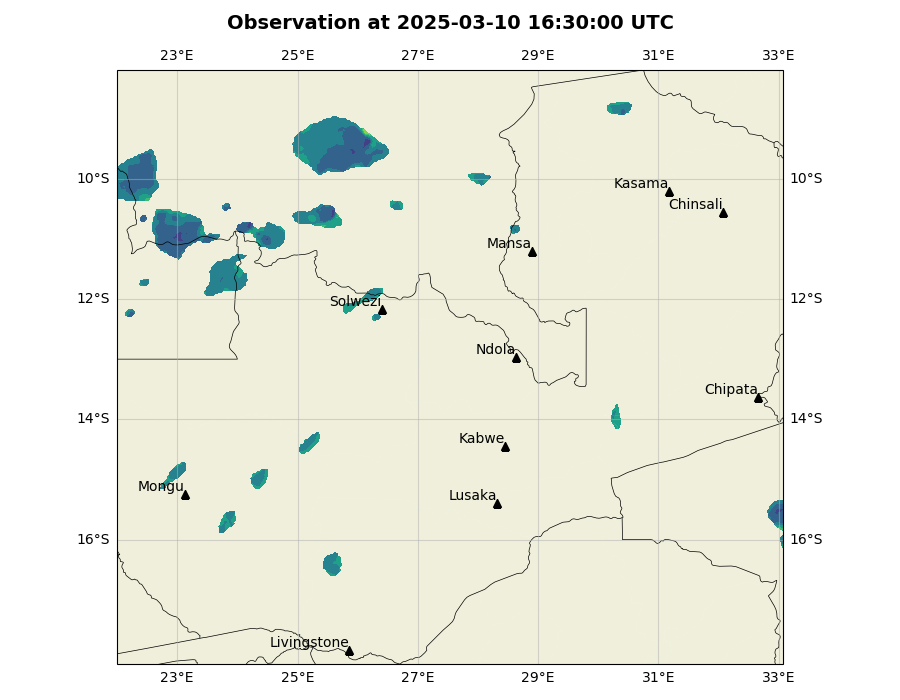 Observation at 2025-03-10 16:30:00 UTC
23°E 25°E 27°E 29°E 31°E 33°E
10°S 10°S
Kasama
Chinsali
Mansa
12°S 12°S
Solwezi
Ndola
Chipata
14°S 14°S
Kabwe
Mongu
Lusaka
16°S 16°S
Livingstone
23°E 25°E 27°E 29°E 31°E 33°E